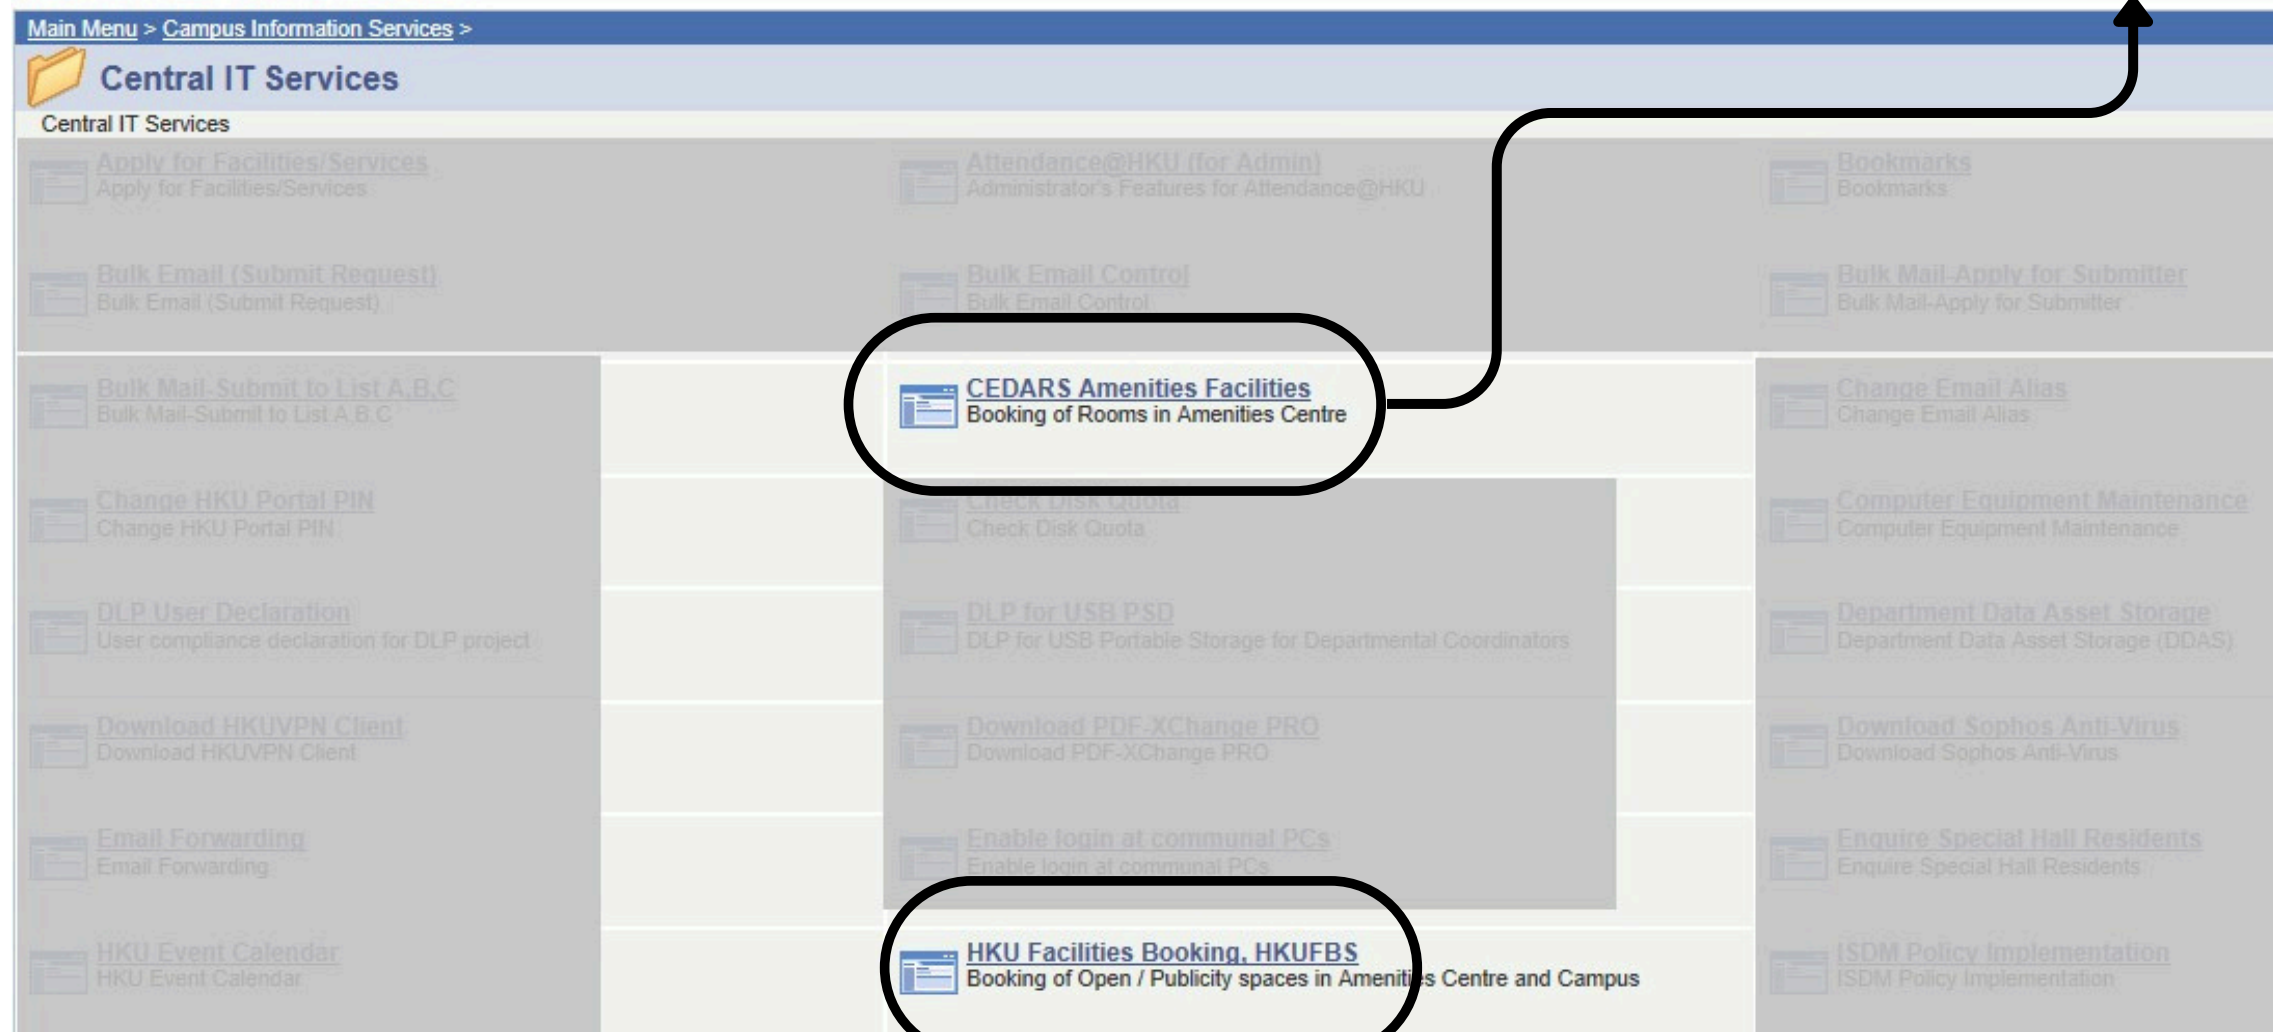 Main Menu > Campus Information Services >
Central IT Services
Central IT Services
Apply for Facilities/Services
Apply for Facilities/Services
Attendance@HKU (for Admin)
Administrator's Features for Attendance@HKU
Bookmarks
Bookmarks
Bulk Email (Submit Request)
Bulk Email (Submit Request)
Bulk Email Control
Bulk Email Control
Bulk Mail-Apply for Submitter
Bulk Mail-Apply for Submitter
Bulk Mail-Submit to List A,B,C
Bulk Mail-Submit to List A,B,C
CEDARS Amenities Facilities
Booking of Rooms in Amenities Centre
Change Email Alias
Change Email Alias
Change HKU Portal PIN
Change HKU Portal PIN
Check Disk Quota
Check Disk Quota
Computer Equipment Maintenance
Computer Equipment Maintenance
DLP User Declaration
User compliance declaration for DLP project
DLP for USB PSD
DLP for USB Portable Storage for Departmental Coordinators
Department Data Asset Storage
Department Data Asset Storage (DDAS)
Download HKUVPN Client
Download HKUVPN Client
Download PDF-XChange PRO
Download PDF-XChange PRO
Download Sophos Anti-Virus
Download Sophos Anti-Virus
Email Forwarding
Email Forwarding
Enable login at communal PCs
Enable login at communal PCs
Enquire Special Hall Residents
Enquire Special Hall Residents
HKU Event Calendar
HKU Event Calendar
HKU Facilities Booking, HKUFBS
Booking of Open / Publicity spaces in Amenities Centre and Campus
ISDM Policy Implementation
ISDM Policy Implementation